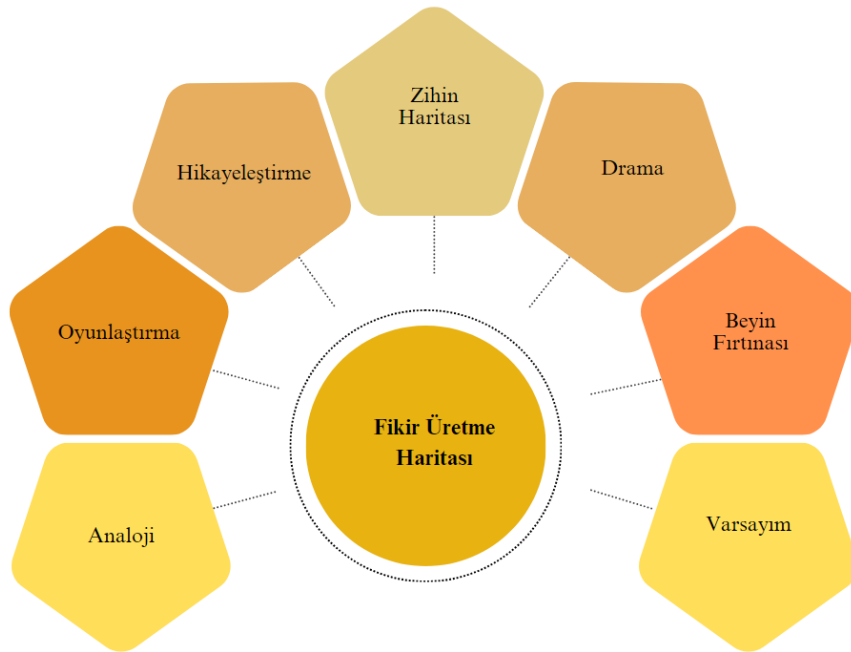 Zihin
Haritası
Hikayeleştirme
Drama
Oyunlaştırma
Beyin
Fırtınası
Fikir Üretme
Haritası
Analoji
Varsayım